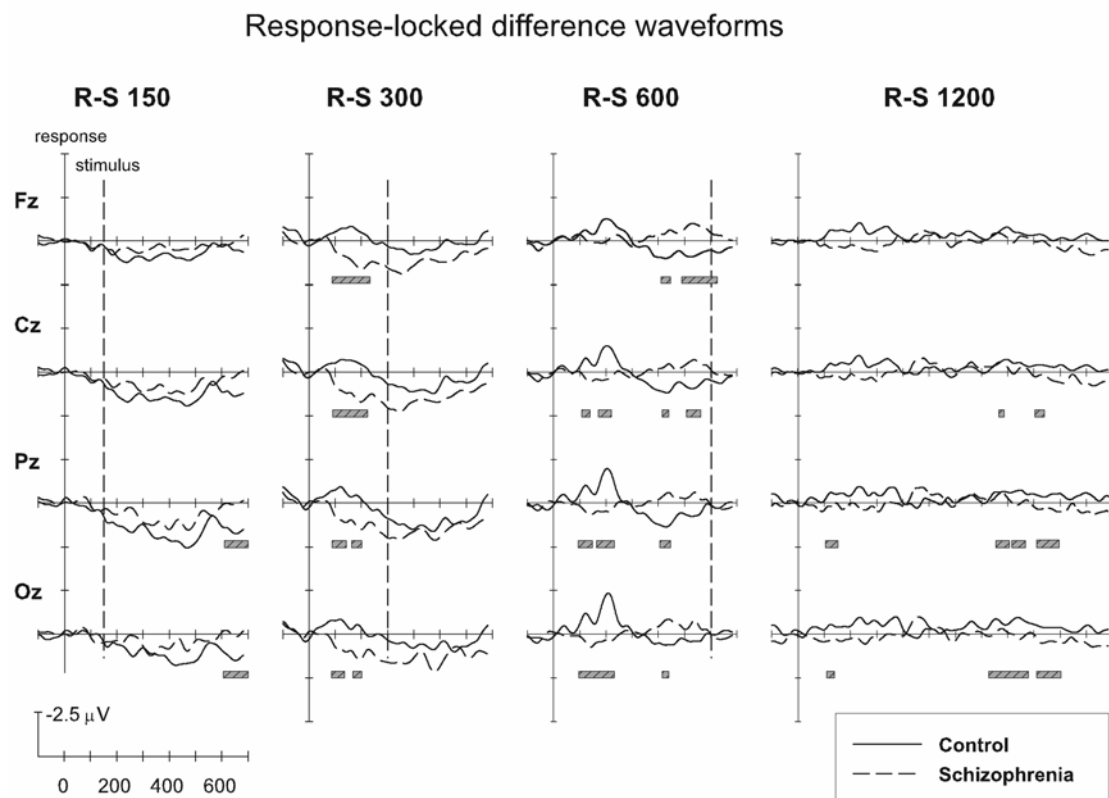 Response-locked difference waveforms
R-S 150 R-S 300 R-S 600 R-S 1200
response
stimulus
Fz
Cz
Pz
Oz
-2.5 μV
0 200 400 600
Control
Schizophrenia